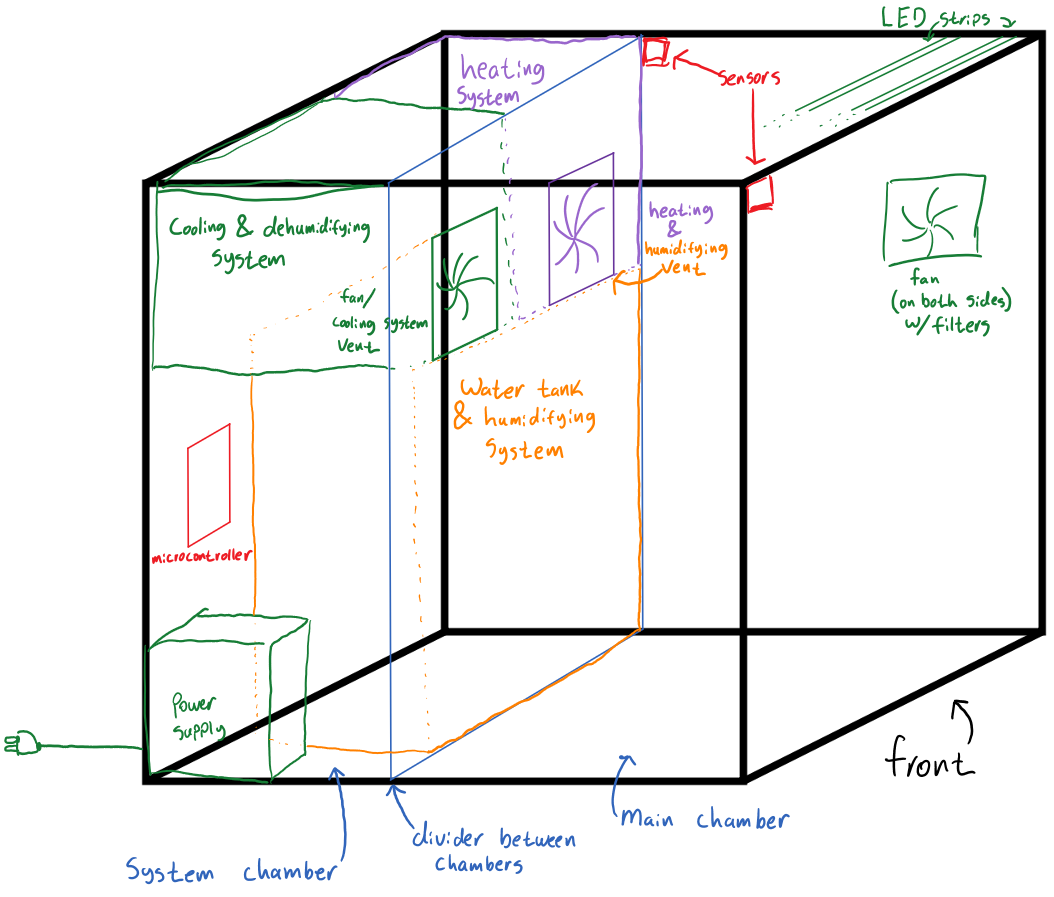 LED strips
heating
System
Sensors
Cooling & dehumidifying
System
heating
&
humidifying
Vent
fan/
Cooling system
Vent
fan
(on both sides)
w/filters
Water tank
& humidifying
System
microcontroller
Power
Supply
front
Main chamber
divider between
chambers
System chamber